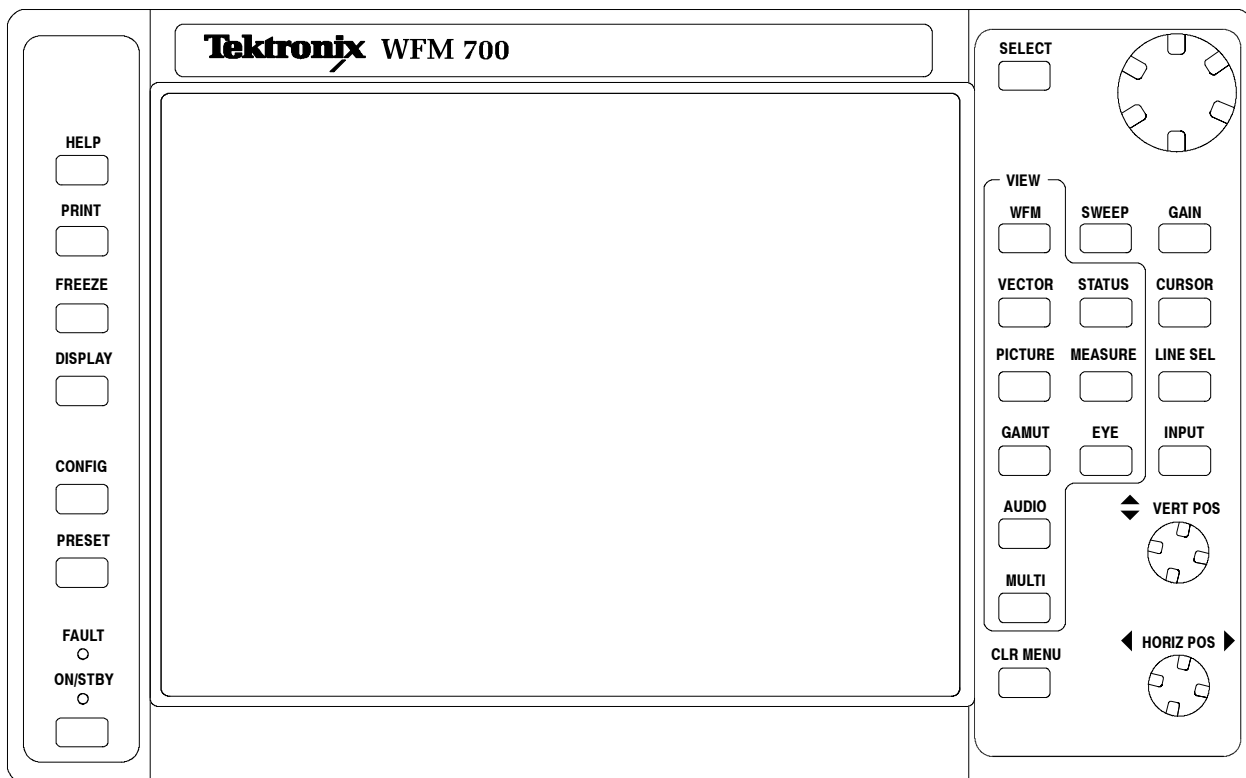 Tektronix WFM 700
HELP
PRINT
FREEZE
DISPLAY
CONFIG
PRESET
FAULT
ON/STBY
SELECT
VIEW
WFM SWEEP GAIN
VECTOR STATUS CURSOR
PICTURE MEASURE LINE SEL
GAMUT EYE INPUT
AUDIO VERT POS
MULTI
CLR MENU HORIZ POS